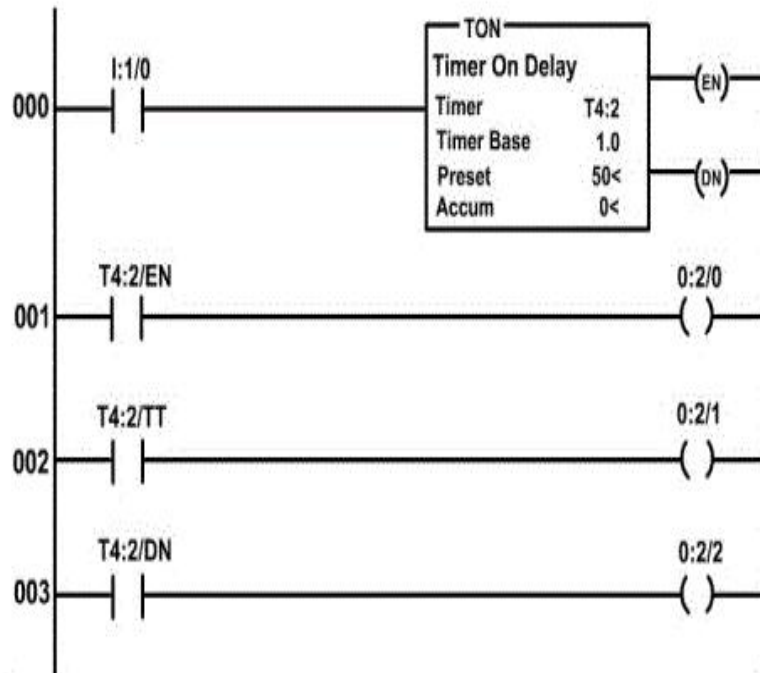 TON
I:1/0
Timer On Delay
EN
000
Timer T4:2
Timer Base 1.0
Preset 50<
DN
Accum 0<
T4:2/EN 0:2/0
001
T4:2/TT 0:2/1
002
T4:2/DN 0:2/2
003